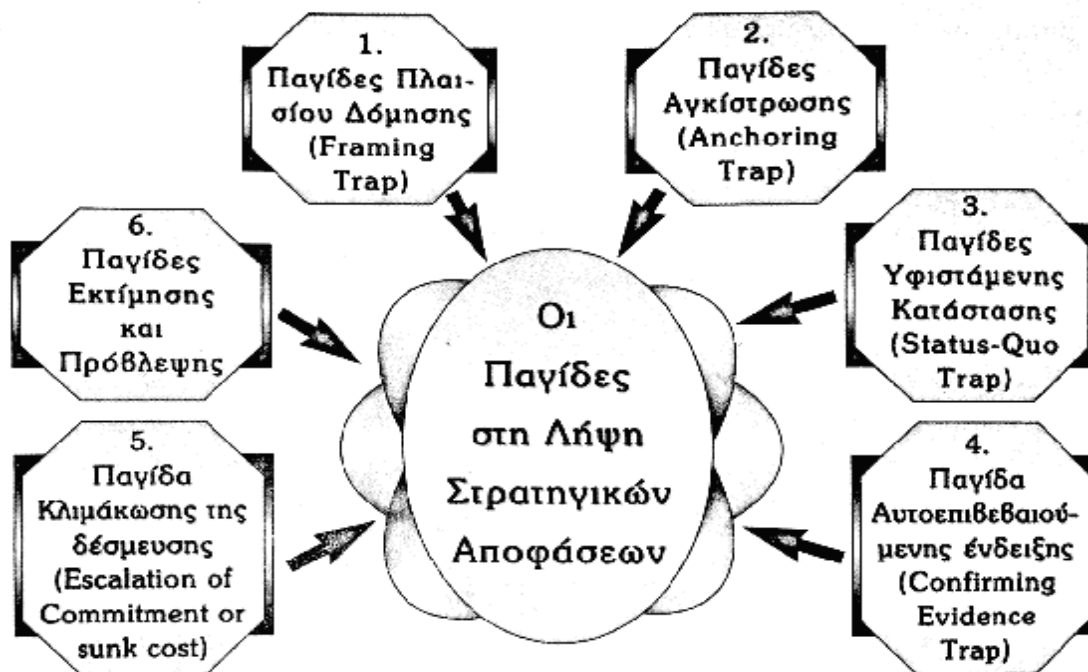 1.
Παγίδες Πλαι-
σίου Δόμησης
(Framing
Trap)
2.
Παγίδες
Αγκίστρωσης
(Anchoring
Trap)
3.
Παγίδες
Υφιστάμενης
Κατάστασης
(Status-Quo
Trap)
4.
Παγίδα
Αυτοεπιβεβαιού-
μενης ένδειξης
(Confirming
Evidence
Trap)
5.
Παγίδα
Κλιμάκωσης της
δέσμευσης
(Escalation of
Commitment or
sunk cost)
6.
Παγίδες
Εκτίμησης
και
Πρόβλεψης
Οι
Παγίδες
στη Λήψη
Στρατηγικών
Αποφάσεων